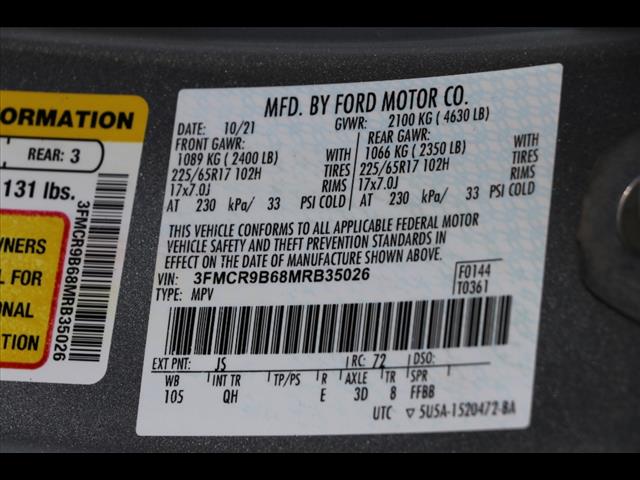 ORMATION
REAR: 3
131 lbs.
3FMCR9B68MRB35026
WNERS
L FOR
ONAL
ATION
MFD. BY FORD MOTOR CO.
DATE: 10/21 GVWR: 2100 KG ( 4630 LB)
FRONT GAWR: REAR GAWR:
1089 KG ( 2400 LB) WITH 1066 KG ( 2350 LB) WITH
225/65R17 102H TIRES 225/65R17 102H TIRES
17x7.0J RIMS 17x7.0J RIMS
AT 230 kPa/ 33 PSI COLD AT 230 kPa/ 33 PSI COLD
THIS VEHICLE CONFORMS TO ALL APPLICABLE FEDERAL MOTOR
VEHICLE SAFETY AND THEFT PREVENTION STANDARDS IN
EFFECT ON THE DATE OF MANUFACTURE SHOWN ABOVE.
VIN: 3FMCR9B68MRB35026 F0144
TYPE: MPV T0361
EXT PNT: JS RC: 72 DSO:
WB INT TR TP/PS R AXLE TR SPR
105 QH E 3D 8 FFBB
UTC ▽ 5U5A-1520472-BA